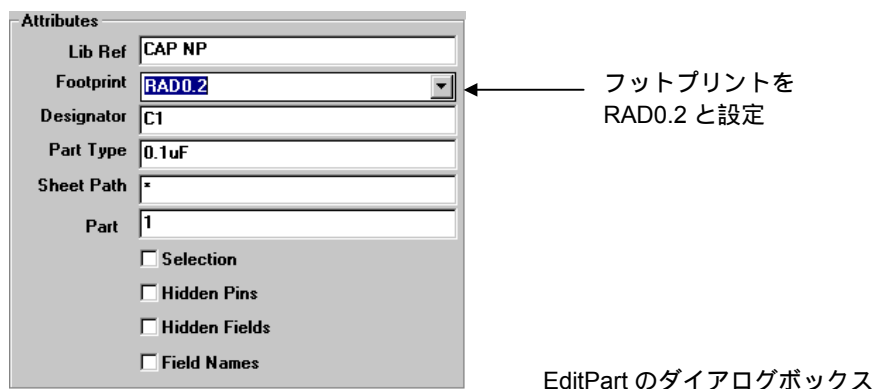 Attributes
Lib Ref CAP NP
Footprint RAD0.2
フットプリントを
RAD0.2 と設定
Designator C1
Part Type 0.1uF
Sheet Path *
Part 1
Selection
Hidden Pins
Hidden Fields
Field Names
EditPart のダイアログボックス